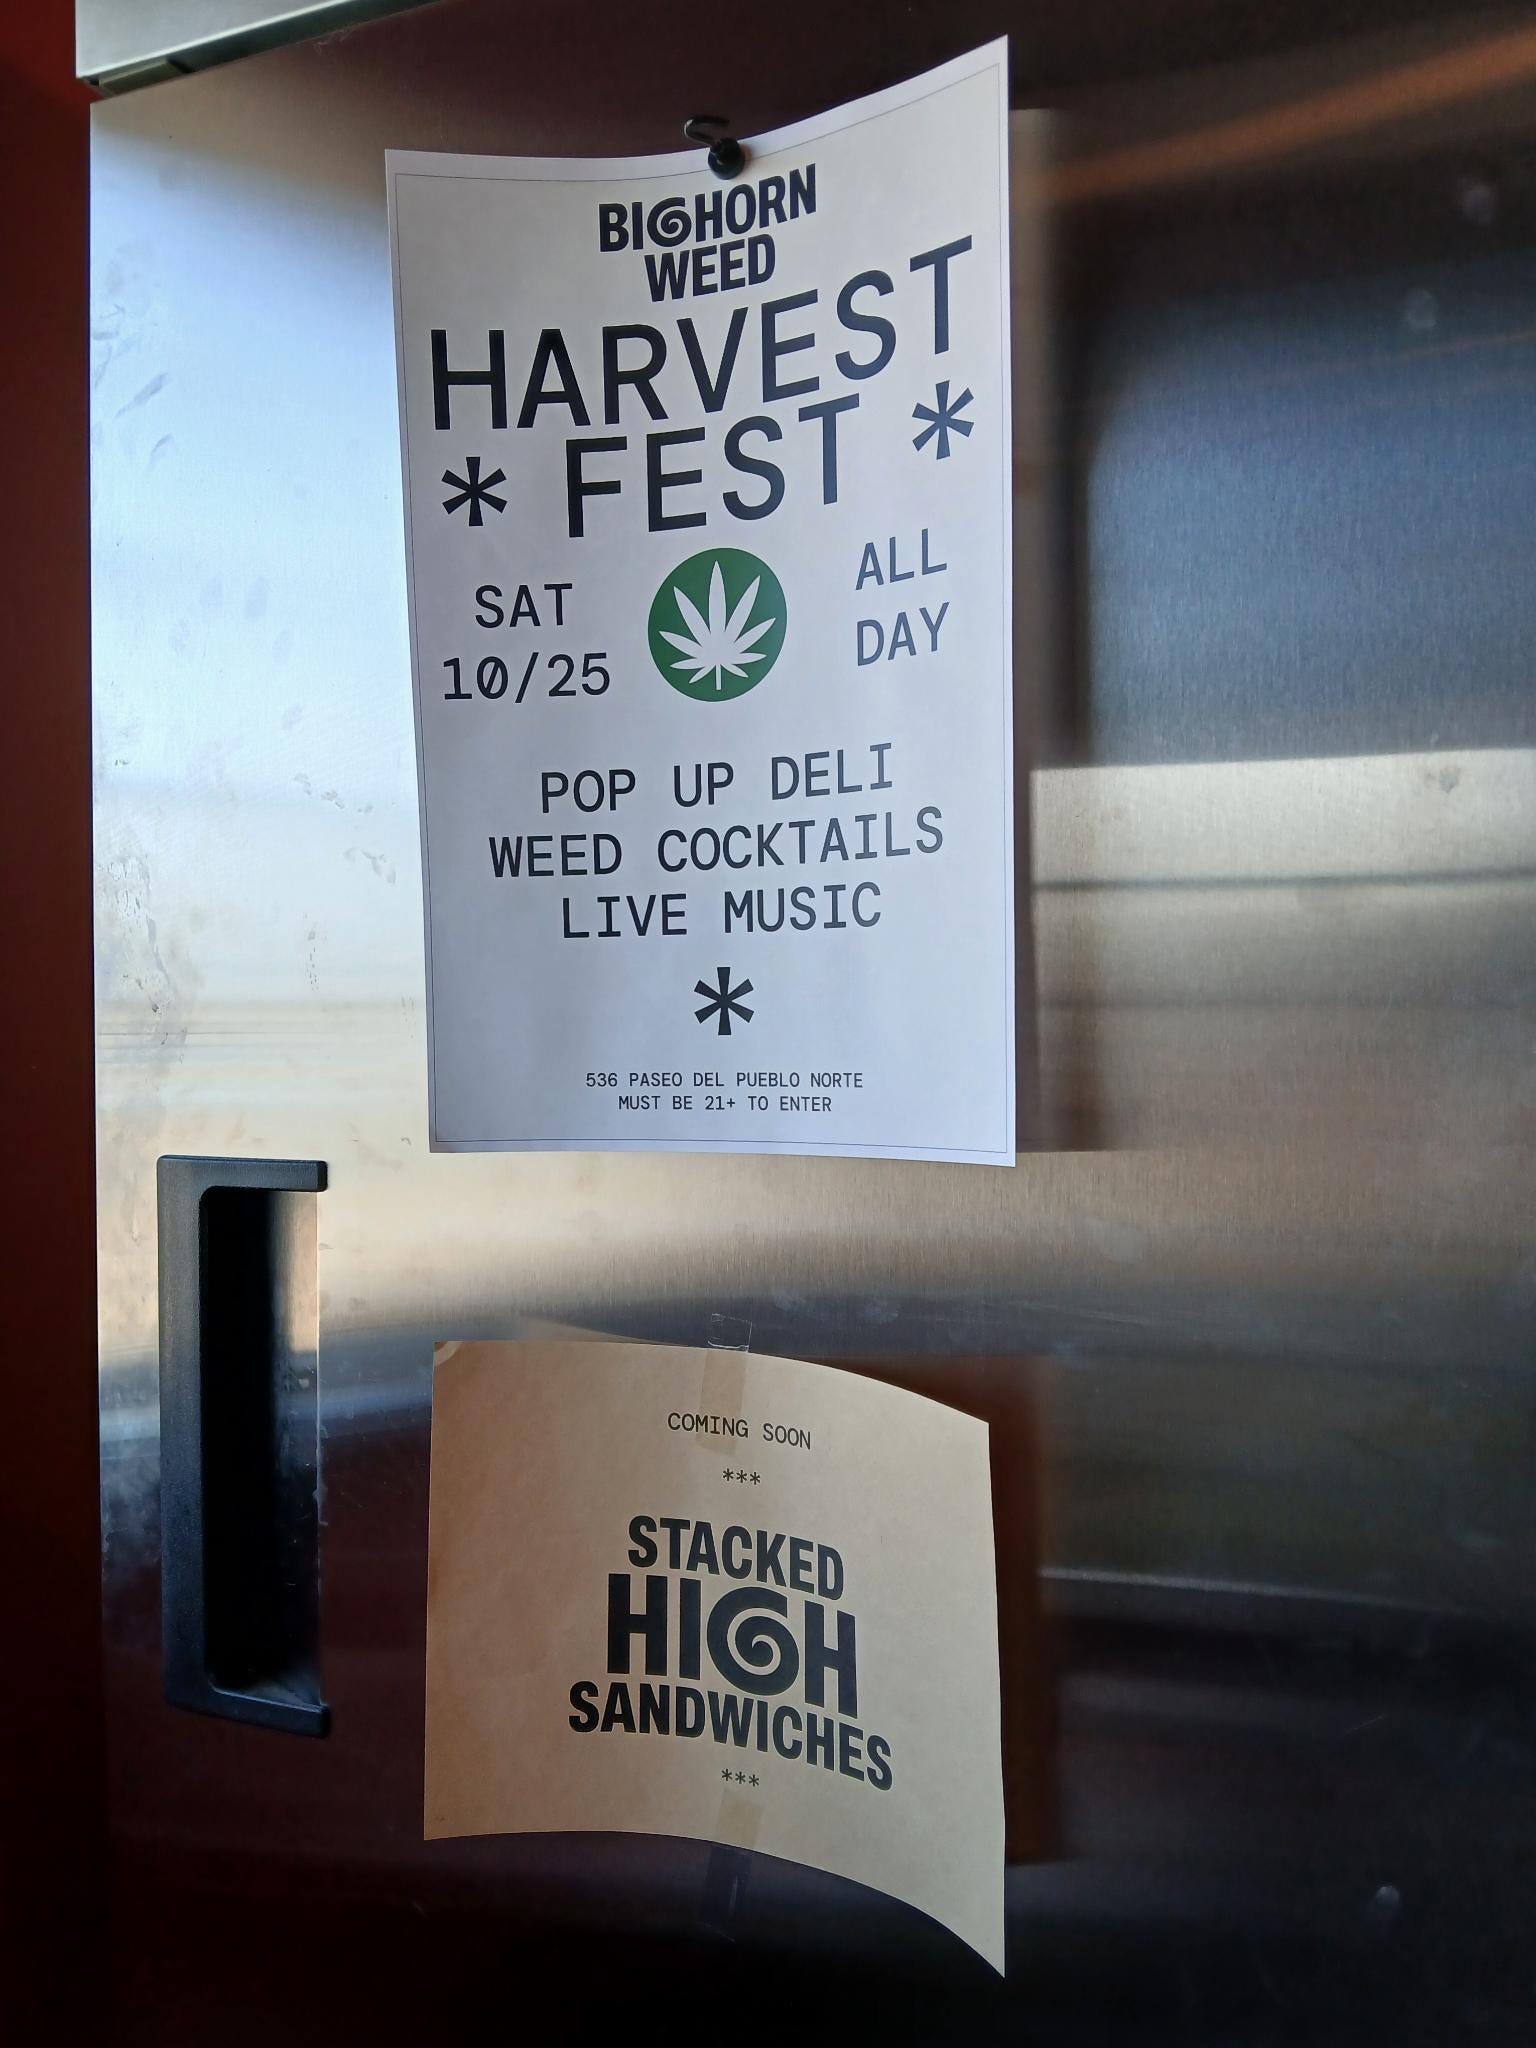 BIGHORN
WEED
HARVEST
* FEST *
SAT
10/25
ALL
DAY
POP UP DELI
WEED COCKTAILS
LIVE MUSIC
*
536 PASEO DEL PUEBLO NORTE
MUST BE 21+ TO ENTER
COMING SOON
***
STACKED
HIGH
SANDWICHES
***